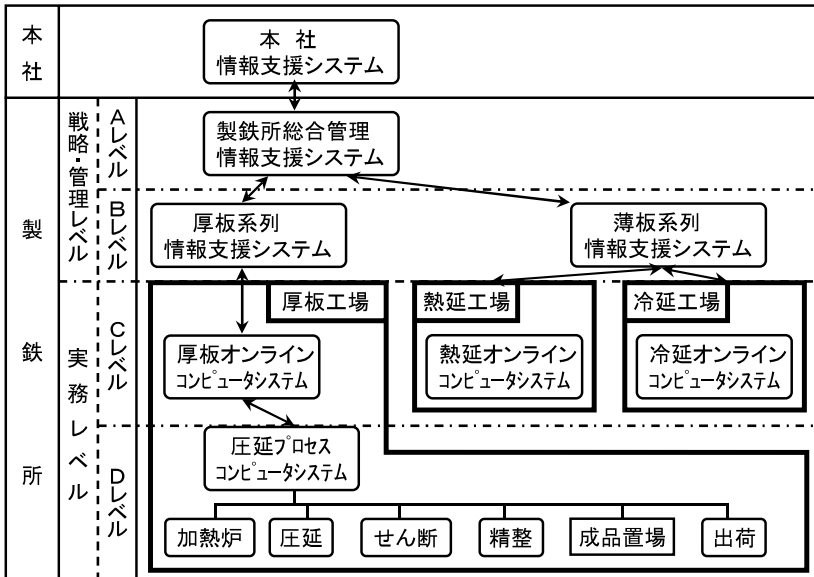 本社
本 社
情報支援システム
製鉄所
戦略・管理レベル
Aレベル
製鉄所総合管理
情報支援システム
Bレベル
厚板系列
情報支援システム
薄板系列
情報支援システム
実務レベル
Cレベル
厚板工場
熱延工場
冷延工場
厚板オンライン
コンピュータシステム
熱延オンライン
コンピュータシステム
冷延オンライン
コンピュータシステム
Dレベル
圧延プロセス
コンピュータシステム
加熱炉
圧延
せん断
精整
成品置場
出荷